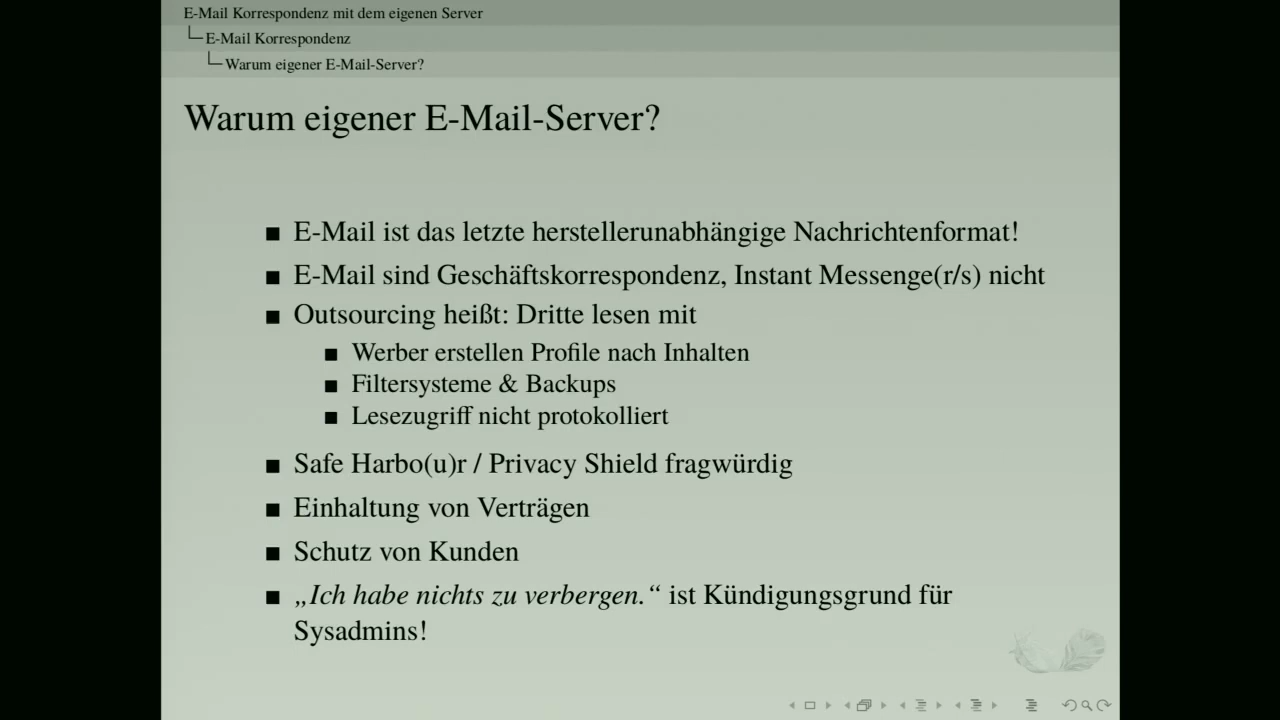 E-Mail Korrespondenz mit dem eigenen Server
E-Mail Korrespondenz
Warum eigener E-Mail-Server?
Warum eigener E-Mail-Server?
E-Mail ist das letzte herstellerunabhängige Nachrichtenformat!
E-Mail sind Geschäftskorrespondenz, Instant Messenge(r/s) nicht
Outsourcing heißt: Dritte lesen mit
Werber erstellen Profile nach Inhalten
Filtersysteme & Backups
Lesezugriff nicht protokolliert
Safe Harbo(u)r / Privacy Shield fragwürdig
Einhaltung von Verträgen
Schutz von Kunden
„Ich habe nichts zu verbergen.“ ist Kündigungsgrund für
Sysadmins!